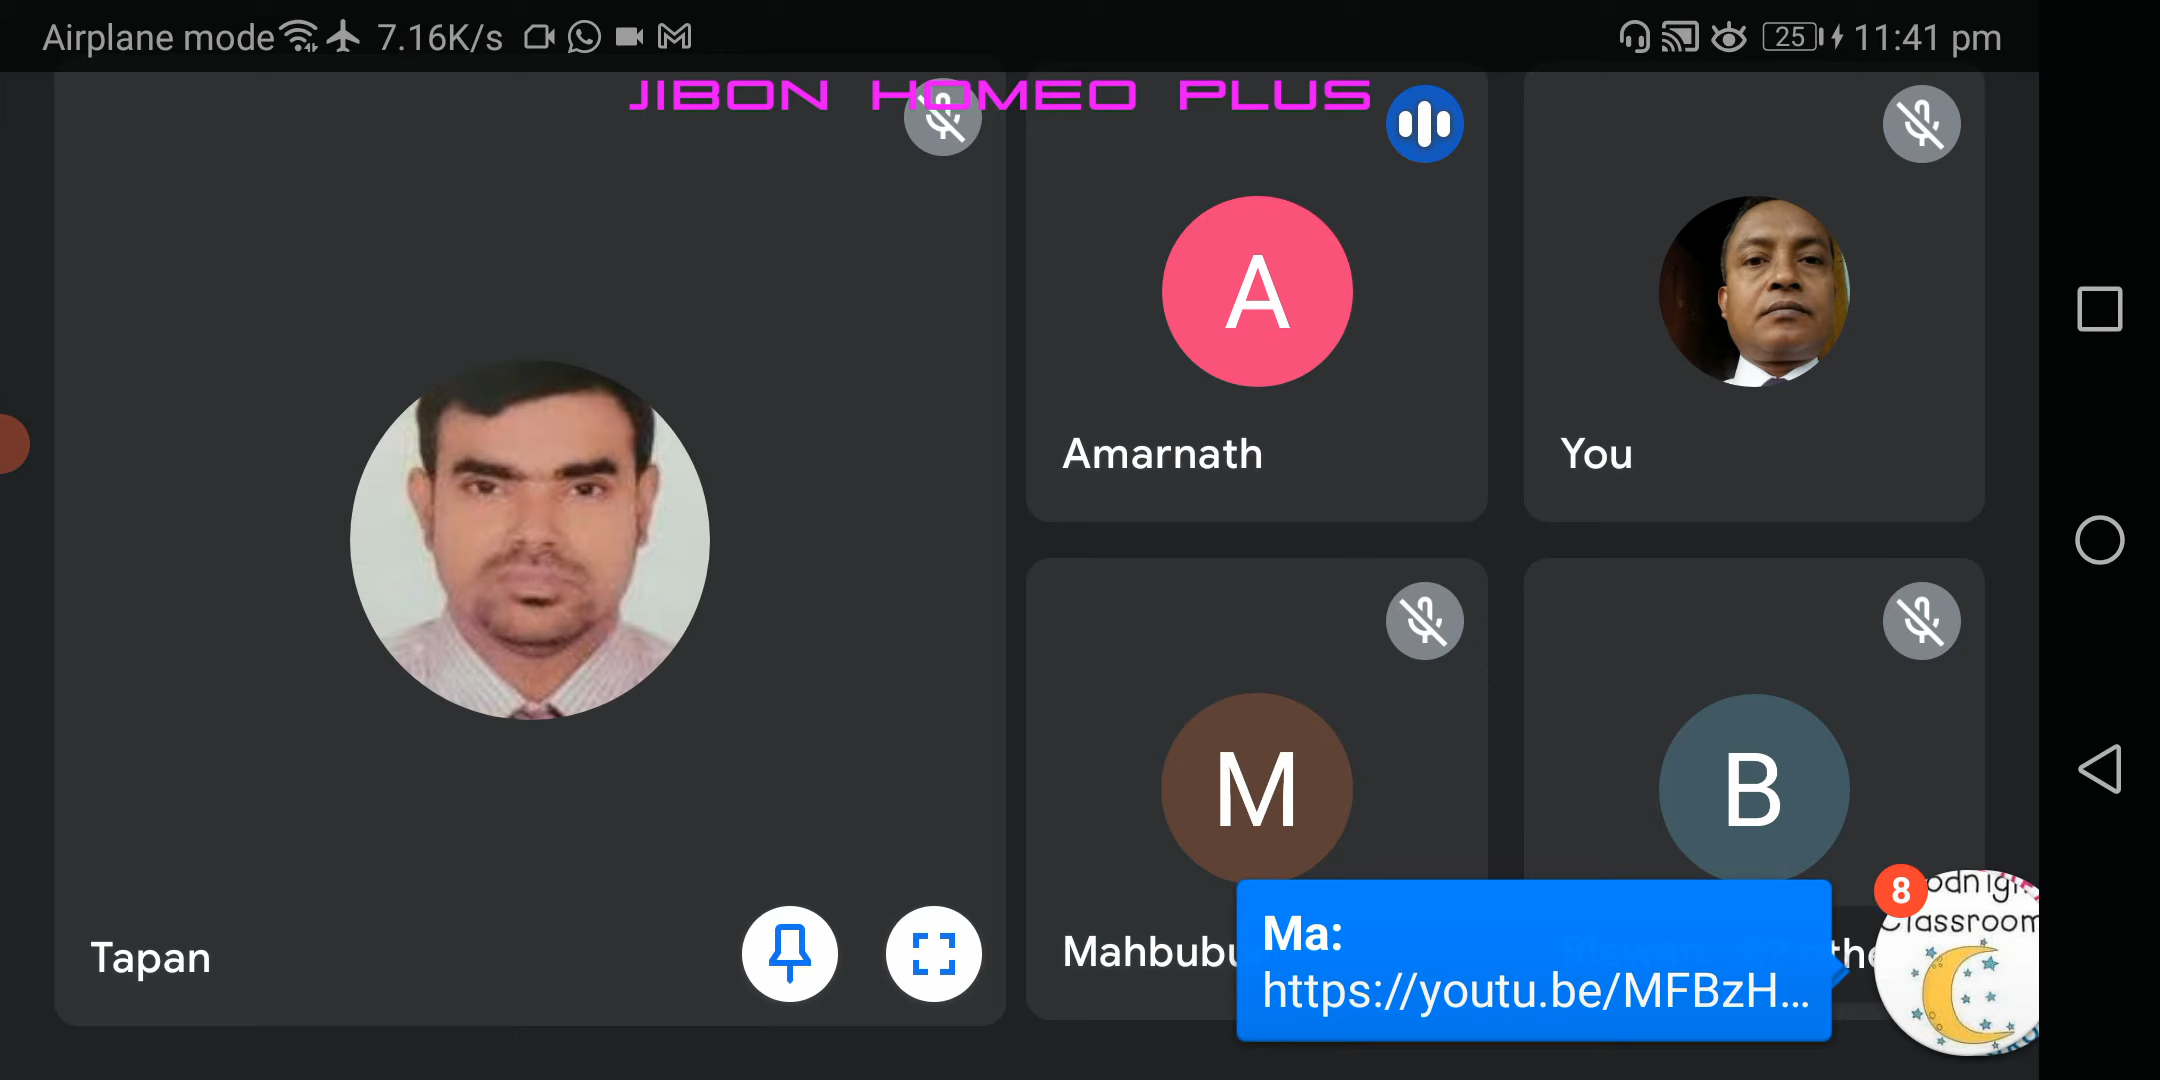 Airplane mode 7.16K/s 25 11:41 pm
JIBON HOMEO PLUS
A
Amarnath
You
Tapan
M
B
Ma:
https://youtu.be/MFBzH...
8
Classroom